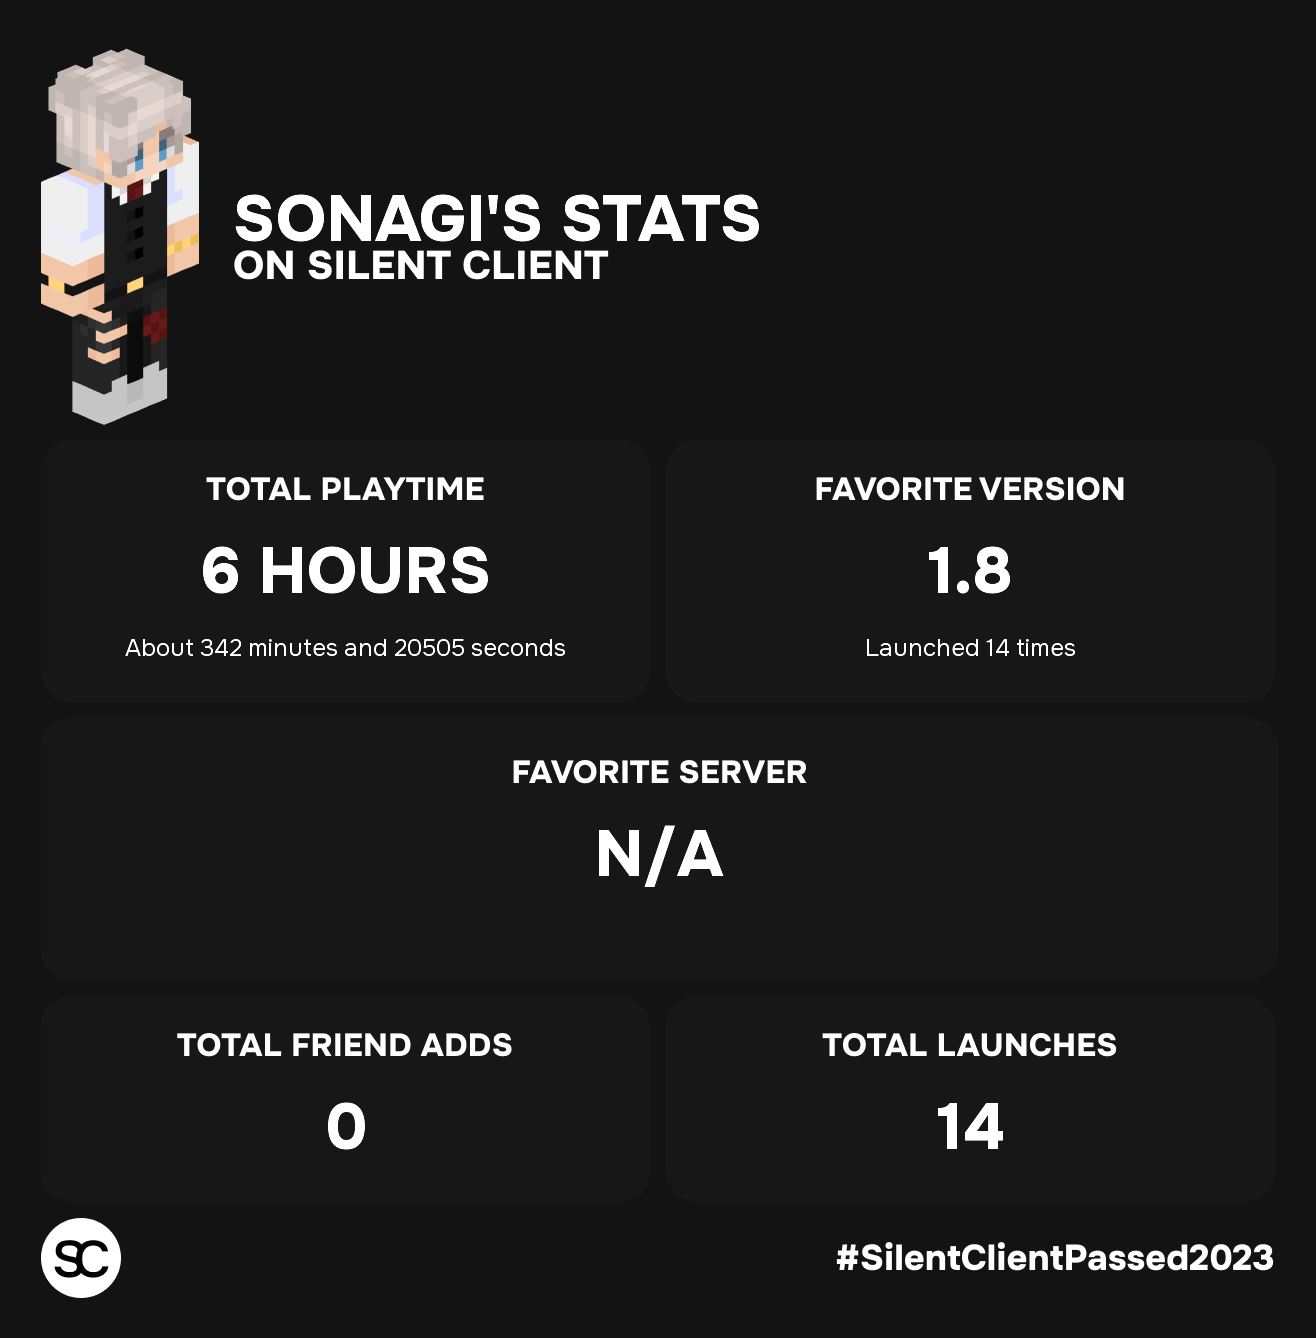 SONAGI'S STATS
ON SILENT CLIENT
TOTAL PLAYTIME
6 HOURS
About 342 minutes and 20505 seconds
FAVORITE VERSION
1.8
Launched 14 times
FAVORITE SERVER
N/A
TOTAL FRIEND ADDS
0
TOTAL LAUNCHES
14
SC
#SilentClientPassed2023